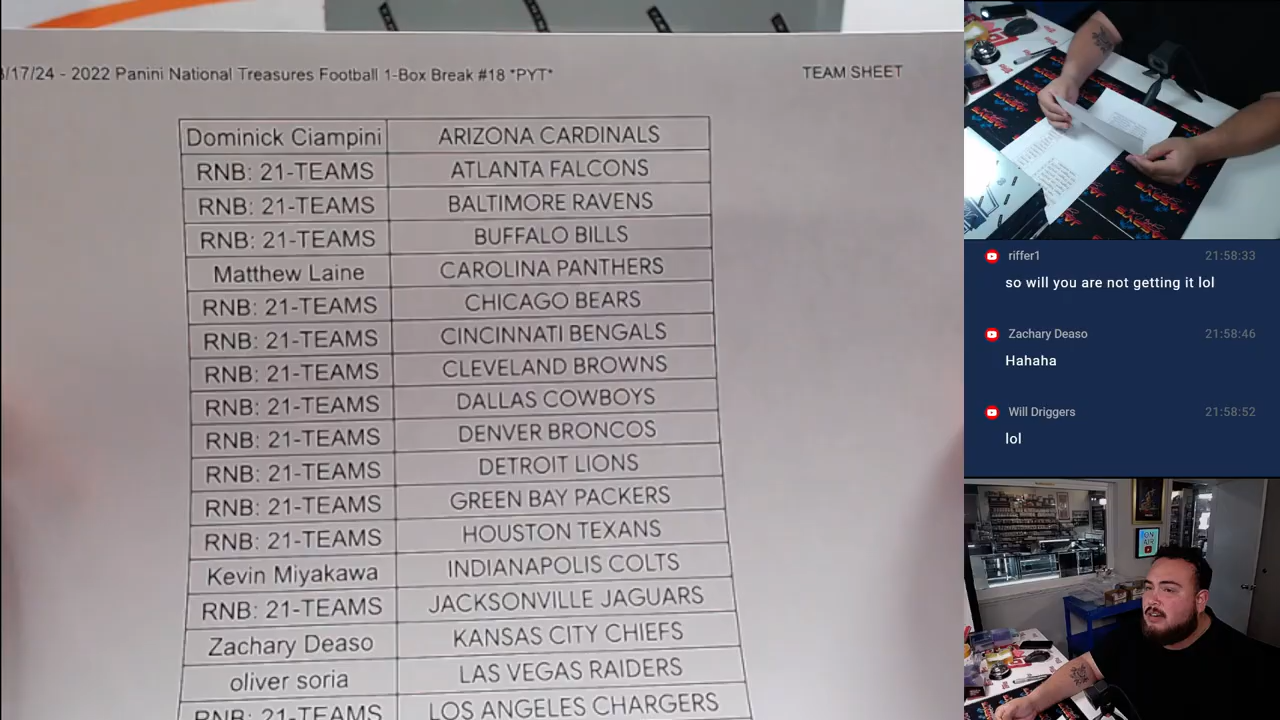 /17/24 - 2022 Panini National Treasures Football 1-Box Break #18 *PYT*
TEAM SHEET
Dominick Ciampini ARIZONA CARDINALS
RNB: 21-TEAMS ATLANTA FALCONS
RNB: 21-TEAMS BALTIMORE RAVENS
RNB: 21-TEAMS BUFFALO BILLS
Matthew Laine CAROLINA PANTHERS
RNB: 21-TEAMS CHICAGO BEARS
RNB: 21-TEAMS CINCINNATI BENGALS
RNB: 21-TEAMS CLEVELAND BROWNS
RNB: 21-TEAMS DALLAS COWBOYS
RNB: 21-TEAMS DENVER BRONCOS
RNB: 21-TEAMS DETROIT LIONS
RNB: 21-TEAMS GREEN BAY PACKERS
RNB: 21-TEAMS HOUSTON TEXANS
Kevin Miyakawa INDIANAPOLIS COLTS
RNB: 21-TEAMS JACKSONVILLE JAGUARS
Zachary Deaso KANSAS CITY CHIEFS
oliver soria LAS VEGAS RAIDERS
RNB: 21-TEAMS LOS ANGELES CHARGERS
riffer1 21:58:33
so will you are not getting it lol
Zachary Deaso 21:58:46
Hahaha
Will Driggers 21:58:52
lol
ON AIR